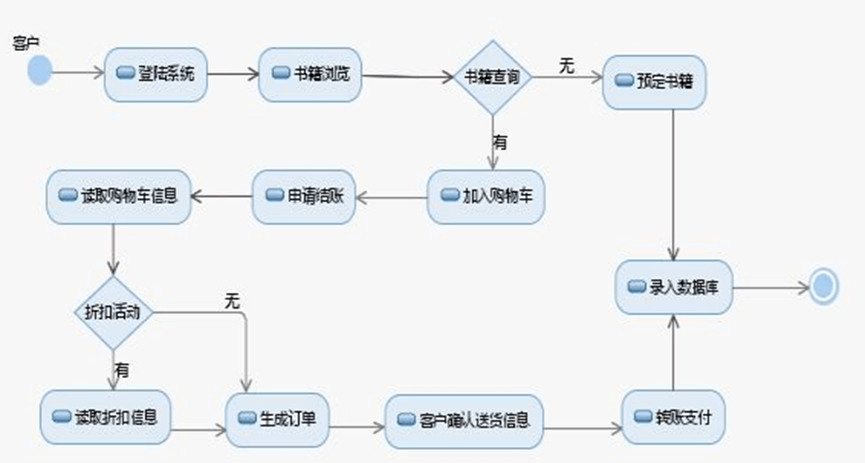 客户
登陆系统
书籍浏览
书籍查询
无
预定书籍
有
读取购物车信息
申请结账
加入购物车
录入数据库
折扣活动
无
有
读取折扣信息
生成订单
客户确认送货信息
转账支付